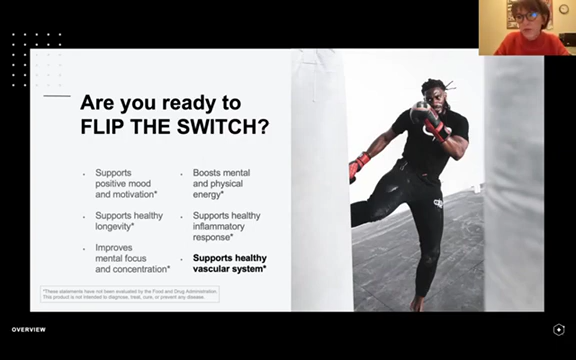 Are you ready to
FLIP THE SWITCH?
Supports
positive mood
and motivation*
Supports healthy
longevity*
Improves
mental focus
and concentration*
Boosts mental
and physical
energy*
Supports healthy
inflammatory
response*
Supports healthy
vascular system*
*These statements have not been evaluated by the Food and Drug Administration.
This product is not intended to diagnose, treat, cure, or prevent any disease.
OVERVIEW